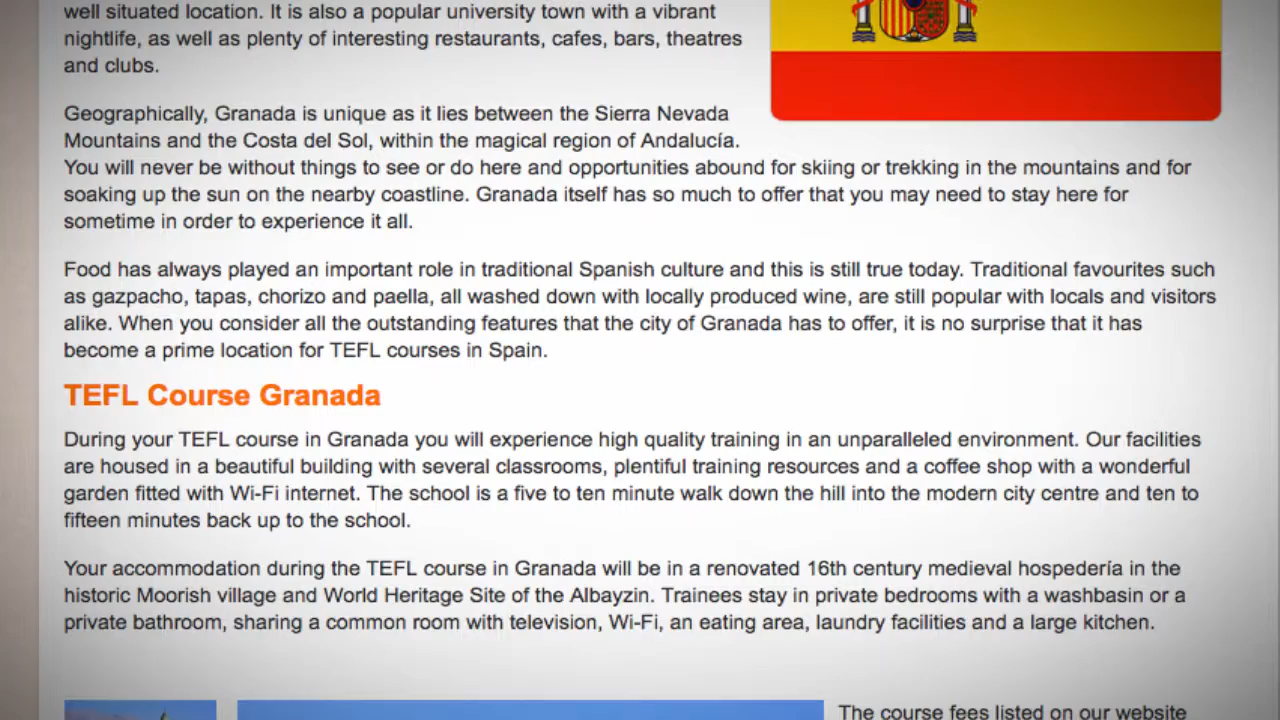 well situated location. It is also a popular university town with a vibrant
nightlife, as well as plenty of interesting restaurants, cafes, bars, theatres
and clubs.
Geographically, Granada is unique as it lies between the Sierra Nevada
Mountains and the Costa del Sol, within the magical region of Andalucía.
You will never be without things to see or do here and opportunities abound for skiing or trekking in the mountains and for
soaking up the sun on the nearby coastline. Granada itself has so much to offer that you may need to stay here for
sometime in order to experience it all.
Food has always played an important role in traditional Spanish culture and this is still true today. Traditional favourites such
as gazpacho, tapas, chorizo and paella, all washed down with locally produced wine, are still popular with locals and visitors
alike. When you consider all the outstanding features that the city of Granada has to offer, it is no surprise that it has
become a prime location for TEFL courses in Spain.
TEFL Course Granada
During your TEFL course in Granada you will experience high quality training in an unparalleled environment. Our facilities
are housed in a beautiful building with several classrooms, plentiful training resources and a coffee shop with a wonderful
garden fitted with Wi-Fi internet. The school is a five to ten minute walk down the hill into the modern city centre and ten to
fifteen minutes back up to the school.
Your accommodation during the TEFL course in Granada will be in a renovated 16th century medieval hospedería in the
historic Moorish village and World Heritage Site of the Albayzin. Trainees stay in private bedrooms with a washbasin or a
private bathroom, sharing a common room with television, Wi-Fi, an eating area, laundry facilities and a large kitchen.
The course fees listed on our website